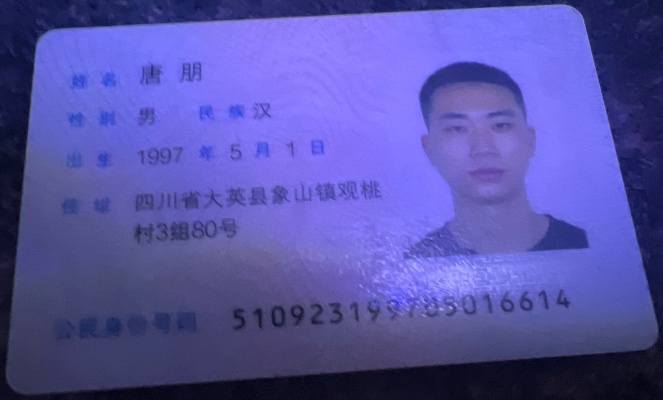 姓名 唐朋
性别 男 民族 汉
出生 1997 年 5 月 1 日
住址 四川省大英县象山镇观桃
村3组80号
公民身份号码 510923199705016614